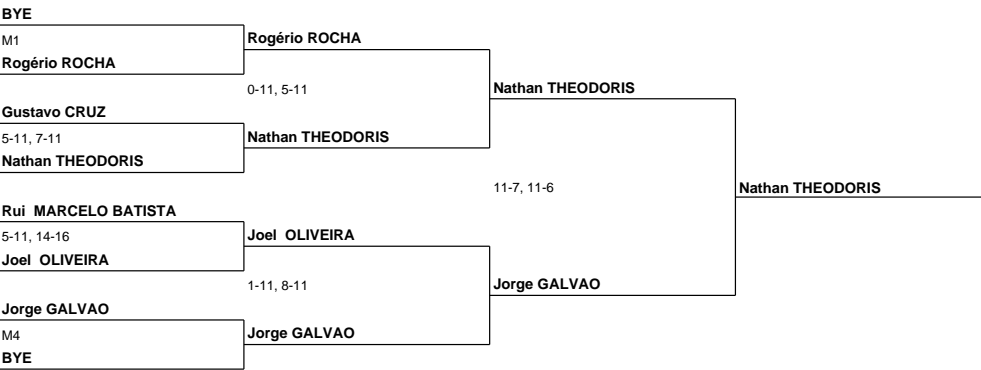 BYE
M1
Rogério ROCHA
Rogério ROCHA
0-11, 5-11
Nathan THEODORIS
Gustavo CRUZ
5-11, 7-11
Nathan THEODORIS
Nathan THEODORIS
11-7, 11-6
Nathan THEODORIS
Rui MARCELO BATISTA
5-11, 14-16
Joel OLIVEIRA
Joel OLIVEIRA
1-11, 8-11
Jorge GALVAO
Jorge GALVAO
M4
Jorge GALVAO
BYE